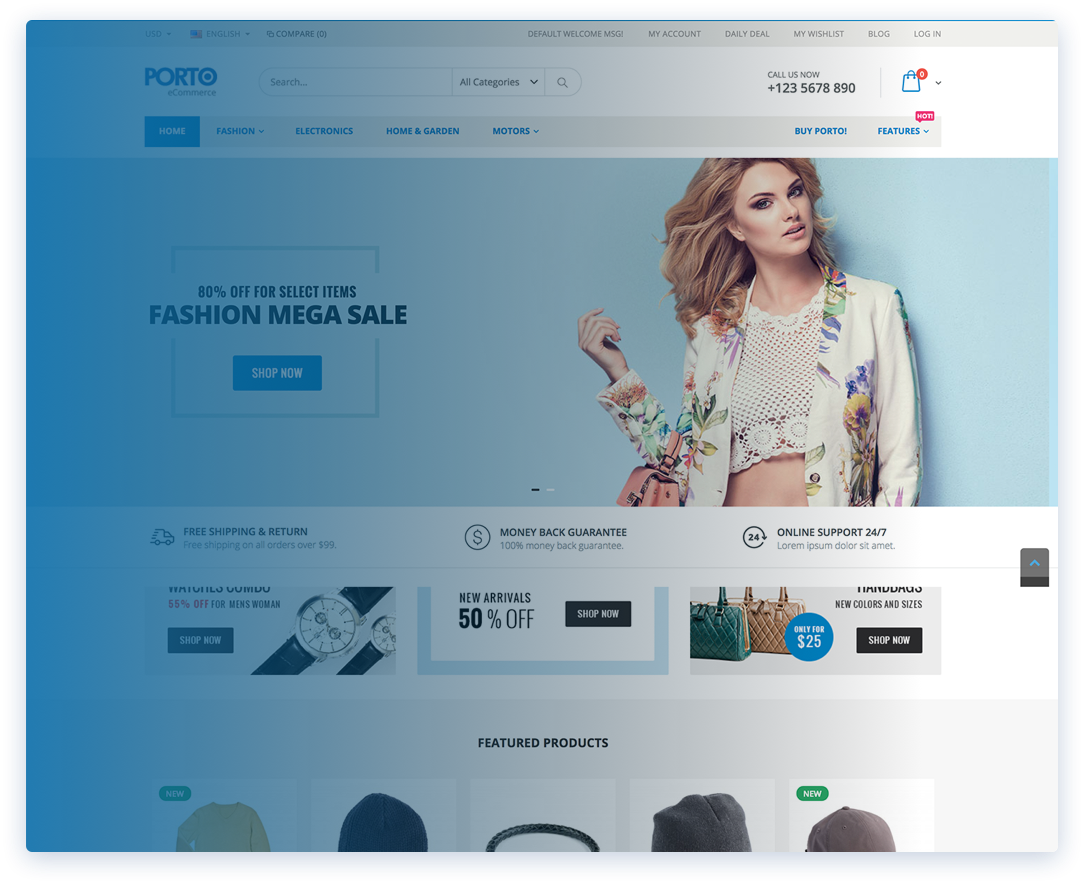 USD ENGLISH COMPARE (0) DEFAULT WELCOME MSG! MY ACCOUNT DAILY DEAL MY WISHLIST BLOG LOG IN
PORTO
eCommerce
Search... All Categories
CALL US NOW
+123 5678 890
0
HOT!
HOME FASHION ELECTRONICS HOME & GARDEN MOTORS BUY PORTO! FEATURES
80% OFF FOR SELECT ITEMS
FASHION MEGA SALE
SHOP NOW
FREE SHIPPING & RETURN
Free shipping on all orders over $99.
MONEY BACK GUARANTEE
100% money back guarantee.
24
ONLINE SUPPORT 24/7
Lorem ipsum dolor sit amet.
WATCHES COMBO
55% OFF FOR MENS WOMAN
SHOP NOW
NEW ARRIVALS
50% OFF
SHOP NOW
HANDBAGS
NEW COLORS AND SIZES
ONLY FOR
$25
SHOP NOW
FEATURED PRODUCTS
NEW
NEW